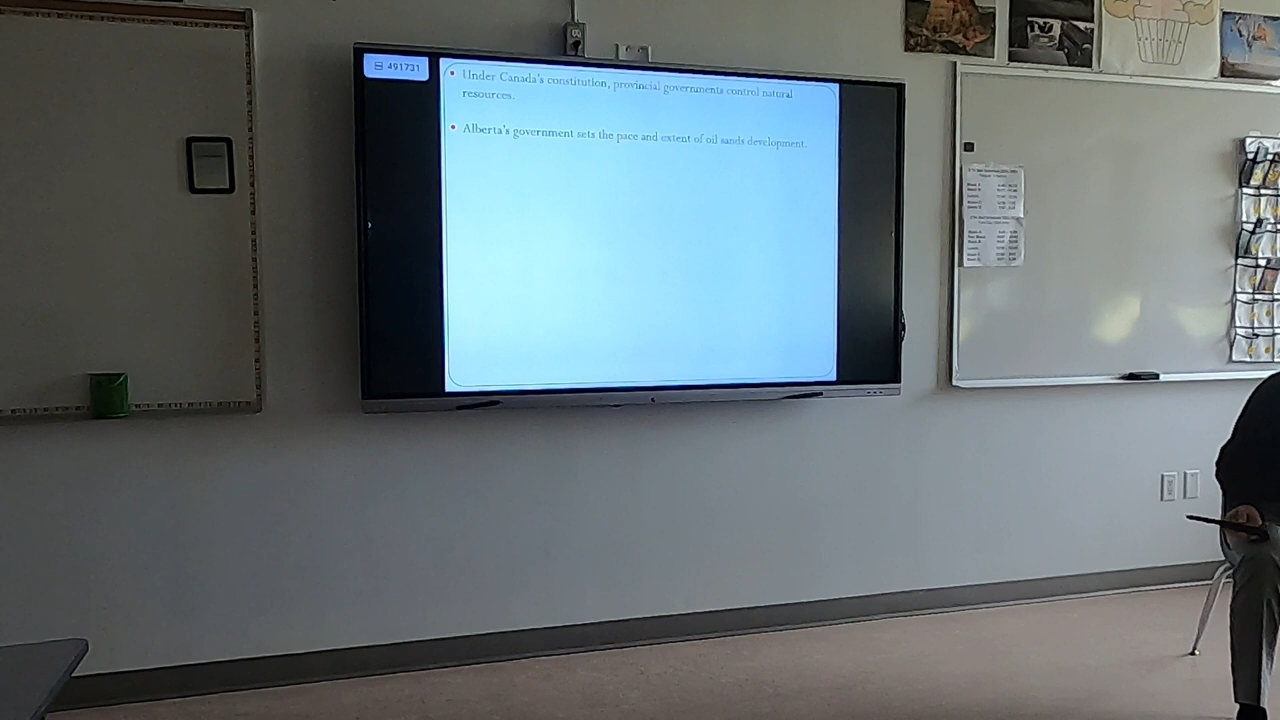 491731
• Under Canada's constitution, provincial governments control natural
resources.
• Alberta's government sets the pace and extent of oil sands development.